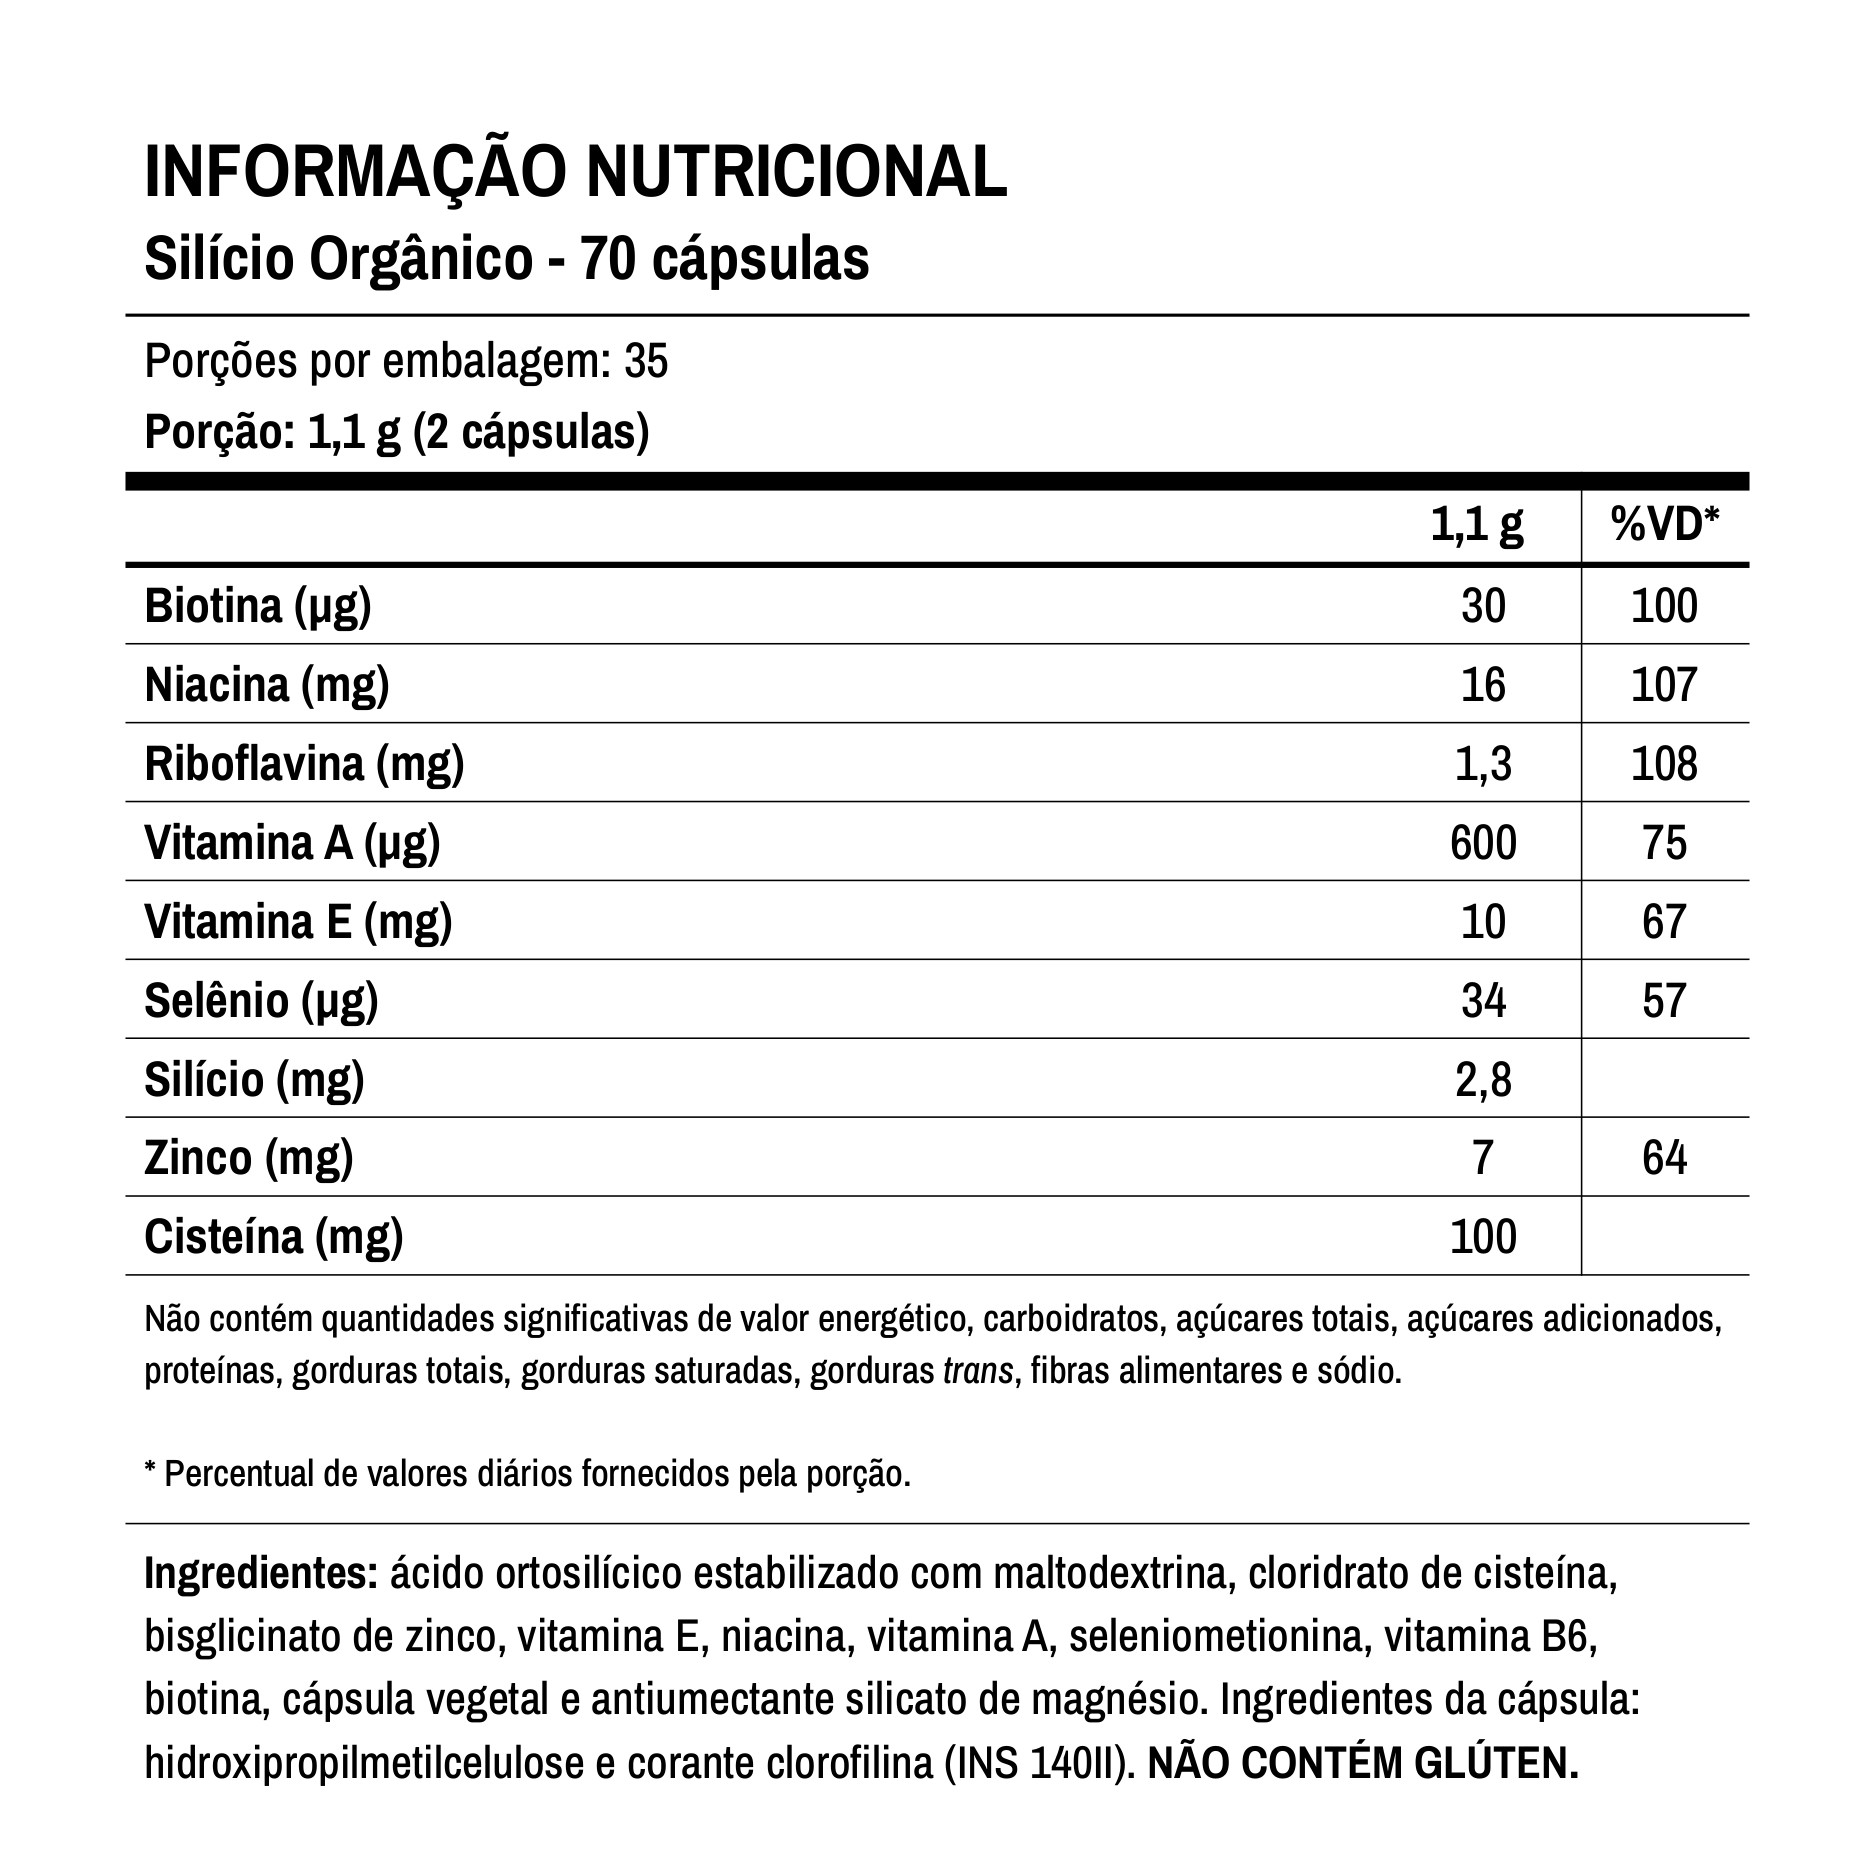 INFORMAÇÃO NUTRICIONAL
Silício Orgânico - 70 cápsulas
Porções por embalagem: 35
Porção: 1,1 g (2 cápsulas)
1,1 g %VD*
Biotina (µg) 30 100
Niacina (mg) 16 107
Riboflavina (mg) 1,3 108
Vitamina A (µg) 600 75
Vitamina E (mg) 10 67
Selênio (µg) 34 57
Silício (mg) 2,8
Zinco (mg) 7 64
Cisteína (mg) 100
Não contém quantidades significativas de valor energético, carboidratos, açúcares totais, açúcares adicionados,
proteínas, gorduras totais, gorduras saturadas, gorduras trans, fibras alimentares e sódio.
* Percentual de valores diários fornecidos pela porção.
Ingredientes: ácido ortosilícico estabilizado com maltodextrina, cloridrato de cisteína,
bisglicinato de zinco, vitamina E, niacina, vitamina A, seleniometionina, vitamina B6,
biotina, cápsula vegetal e antiumectante silicato de magnésio. Ingredientes da cápsula:
hidroxipropilmetilcelulose e corante clorofilina (INS 140II). NÃO CONTÉM GLÚTEN.